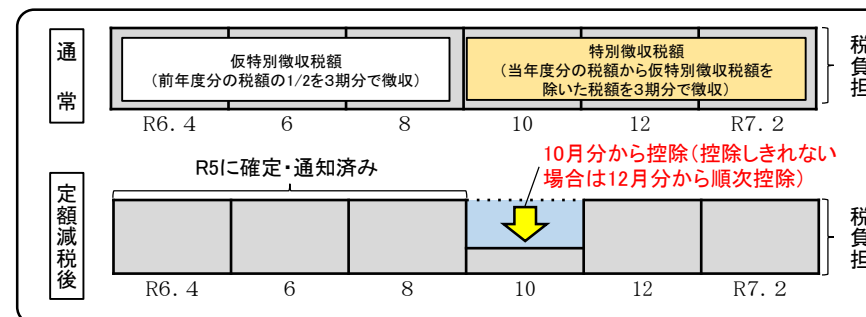 通常
仮特別徴収税額
(前年度分の税額の1/2を3期分で徴収)
特別徴収税額
(当年度分の税額から仮特別徴収税額を
除いた税額を3期分で徴収)
税負担
R6.4 6 8 10 12 R7.2
R5に確定・通知済み
10月分から控除(控除しきれない
場合は12月分から順次控除)
定額減税後
税負担
R6.4 6 8 10 12 R7.2